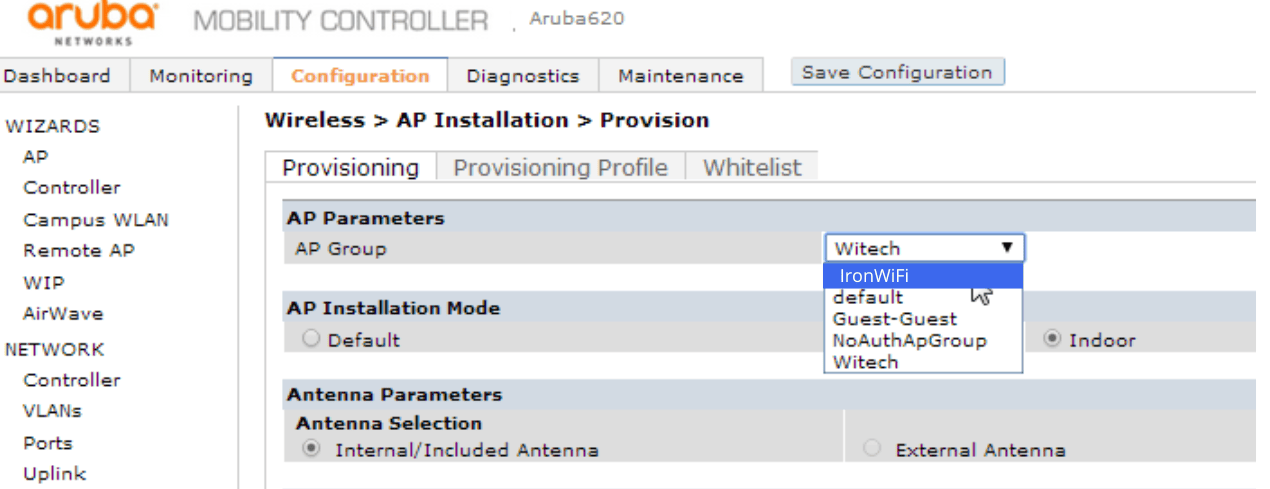 aruba MOBILITY CONTROLLER , Aruba620
NETWORKS
Dashboard Monitoring Configuration Diagnostics Maintenance Save Configuration
Wireless > AP Installation > Provision
WIZARDS
AP
Controller
Campus WLAN
Remote AP
WIP
AirWave
NETWORK
Controller
VLANs
Ports
Uplink
Provisioning Provisioning Profile Whitelist
AP Parameters
AP Group Witech
IronWiFi
default
Guest-Guest
NoAuthApGroup
Witech
AP Installation Mode
Default Indoor
Antenna Parameters
Antenna Selection
Internal/Included Antenna External Antenna